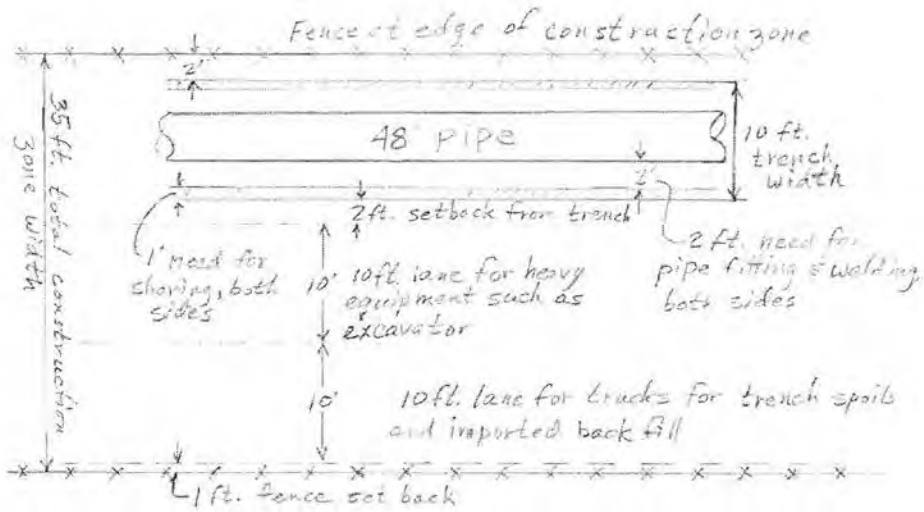 Fence at edge of construction zone
2'
35 ft. total construction
zone width
48" pipe
10 ft.
trench
width
2 ft. setback from trench
1' need for
shoring, both
sides
2 ft. need for
pipe fitting & welding
both sides
10'
10 ft. lane for heavy
equipment such as
excavator
10'
10 ft. lane for trucks for trench spoils
and imported back fill
1 ft. fence set back